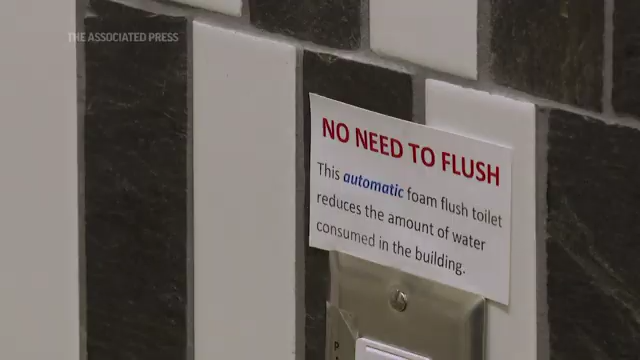 THE ASSOCIATED PRESS
NO NEED TO FLUSH
This automatic foam flush toilet
reduces the amount of water
consumed in the building.